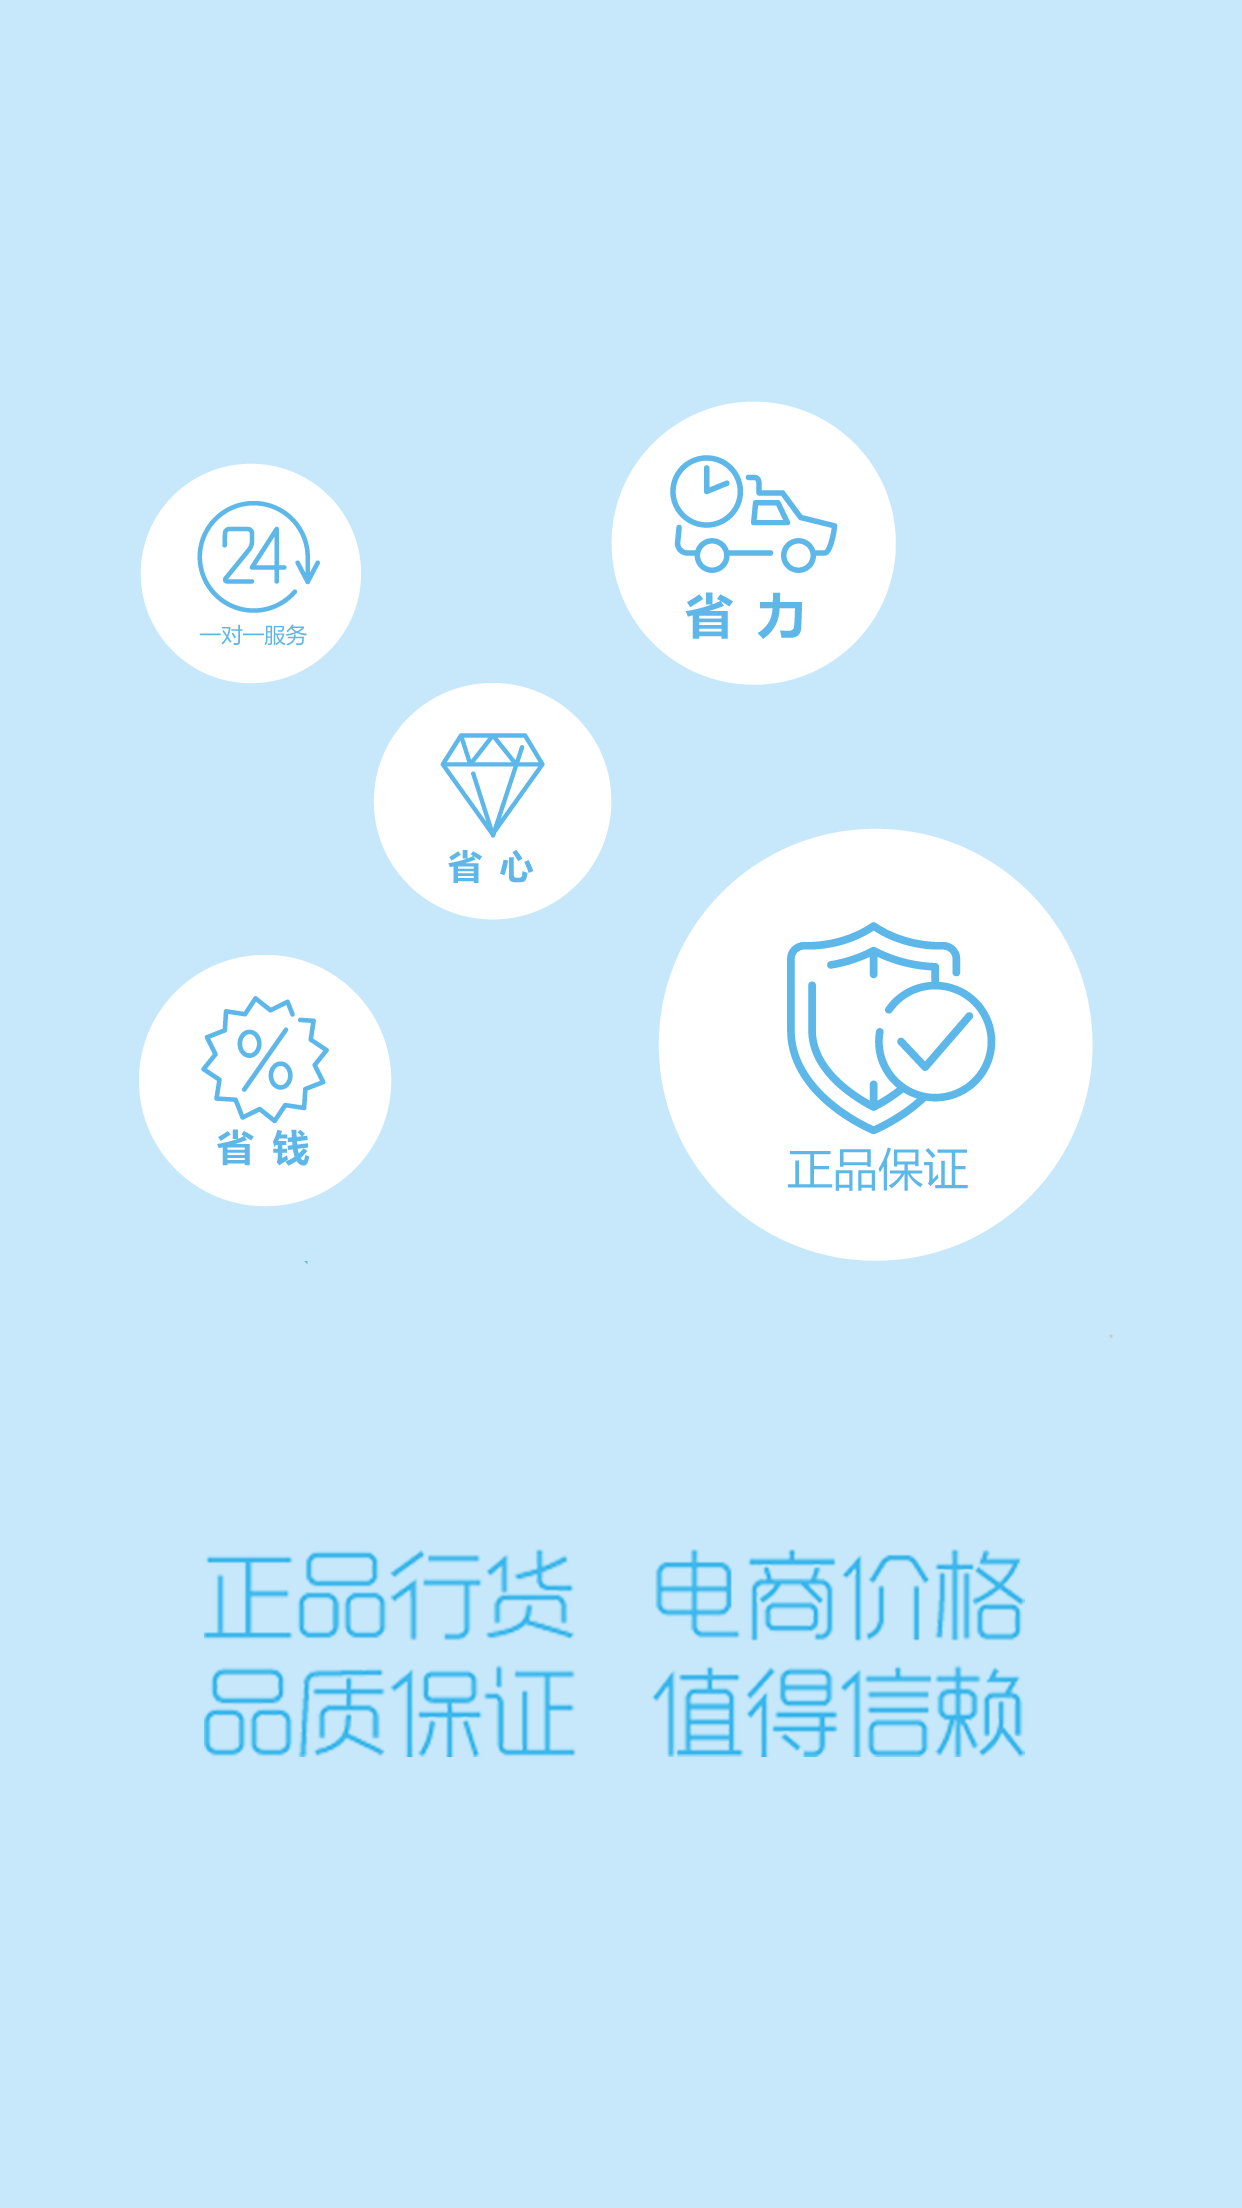 24
一对一服务
省 力
省 心
省 钱
%
正品保证
正品行货 电商价格
品质保证 值得信赖